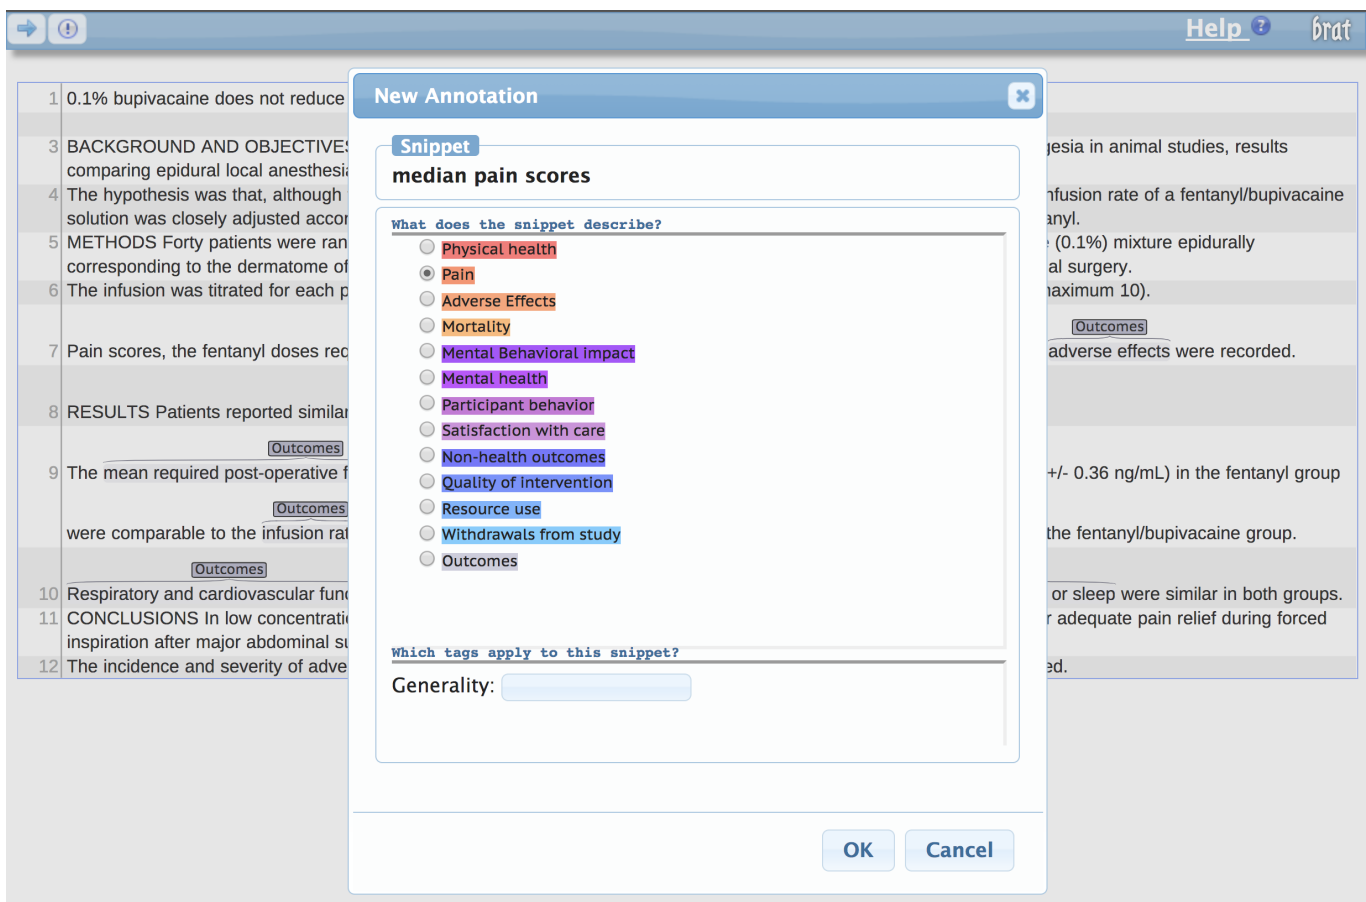 Help ?
brat
New Annotation
Snippet
median pain scores
What does the snippet describe?
Physical health
Pain
Adverse Effects
Mortality
Mental Behavioral impact
Mental health
Participant behavior
Satisfaction with care
Non-health outcomes
Quality of intervention
Resource use
Withdrawals from study
Outcomes
Which tags apply to this snippet?
Generality:
OK
Cancel
1 0.1% bupivacaine does not reduce
3 BACKGROUND AND OBJECTIVES
gesia in animal studies, results
comparing epidural local
4 The hypothesis was that, although
nfusion rate of a fentanyl/bupivacaine
solution was closely adjusted
anyl.
5 METHODS Forty patients were ran
(0.1%) mixture epidurally
corresponding to the dermatome of
al surgery.
6 The infusion was titrated for each p
aximum 10).
Outcomes
7 Pain scores, the fentanyl doses req
adverse effects were recorded.
8 RESULTS Patients reported similar
Outcomes
9 The mean required post-operative f
+/- 0.36 ng/mL) in the fentanyl group
Outcomes
were comparable to the infusion rat
the fentanyl/bupivacaine group.
Outcomes
10 Respiratory and cardiovascular func
or sleep were similar in both groups.
11 CONCLUSIONS In low concentrati
r adequate pain relief during forced
inspiration after major abdominal su
12 The incidence and severity of adve
ed.